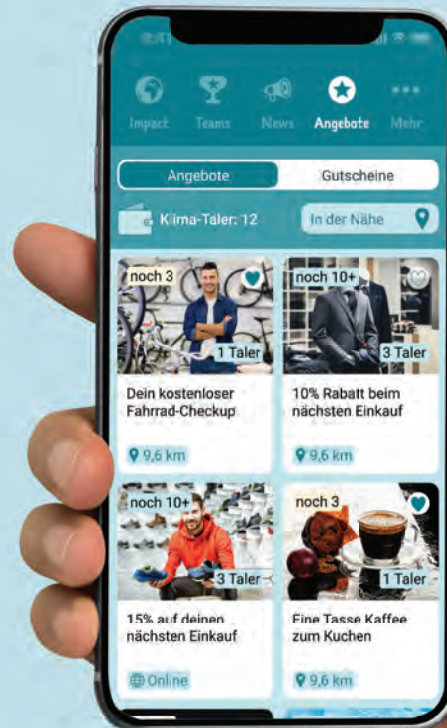 Impact Teams News Angebote Mehr
Angebote Gutscheine
Klima-Taler: 12 In der Nähe
noch 3
1 Taler
Dein kostenloser
Fahrrad-Checkup
9,6 km
noch 10+
3 Taler
10% Rabatt beim
nächsten Einkauf
9,6 km
noch 10+
3 Taler
15% auf deinen
nächsten Einkauf
Online
noch 3
1 Taler
Eine Tasse Kaffee
zum Kuchen
9,6 km